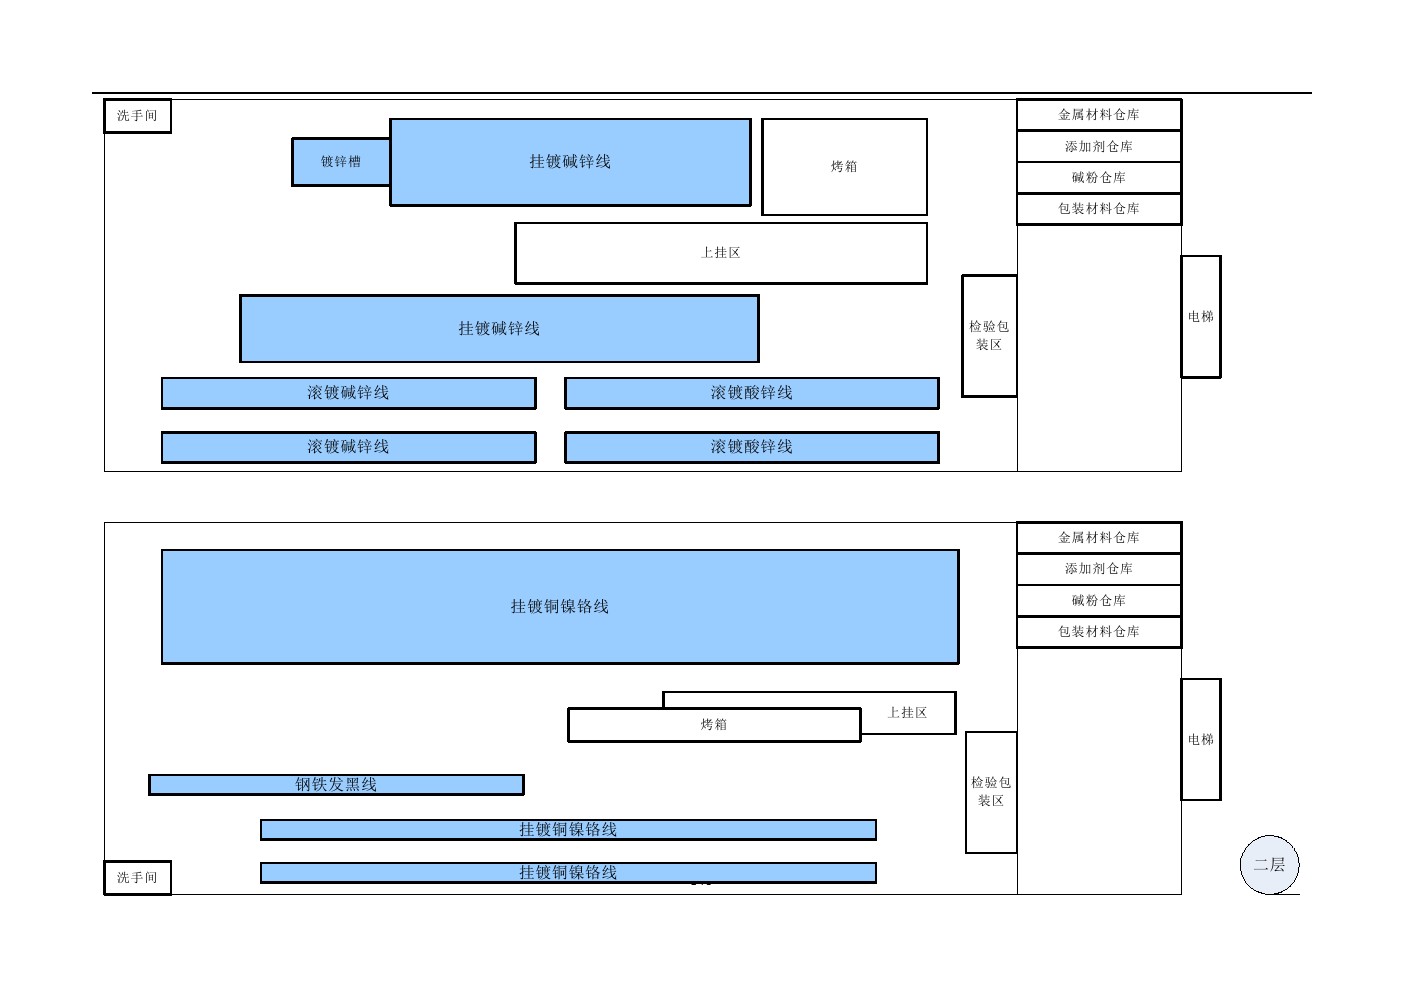 洗手间
金属材料仓库
添加剂仓库
碱粉仓库
包装材料仓库
镀锌槽
挂镀碱锌线
烤箱
上挂区
挂镀碱锌线
检验包
装区
电梯
滚镀碱锌线
滚镀酸锌线
滚镀碱锌线
滚镀酸锌线
金属材料仓库
添加剂仓库
碱粉仓库
包装材料仓库
挂镀铜镍铬线
上挂区
烤箱
电梯
检验包
装区
钢铁发黑线
挂镀铜镍铬线
挂镀铜镍铬线
洗手间
二层